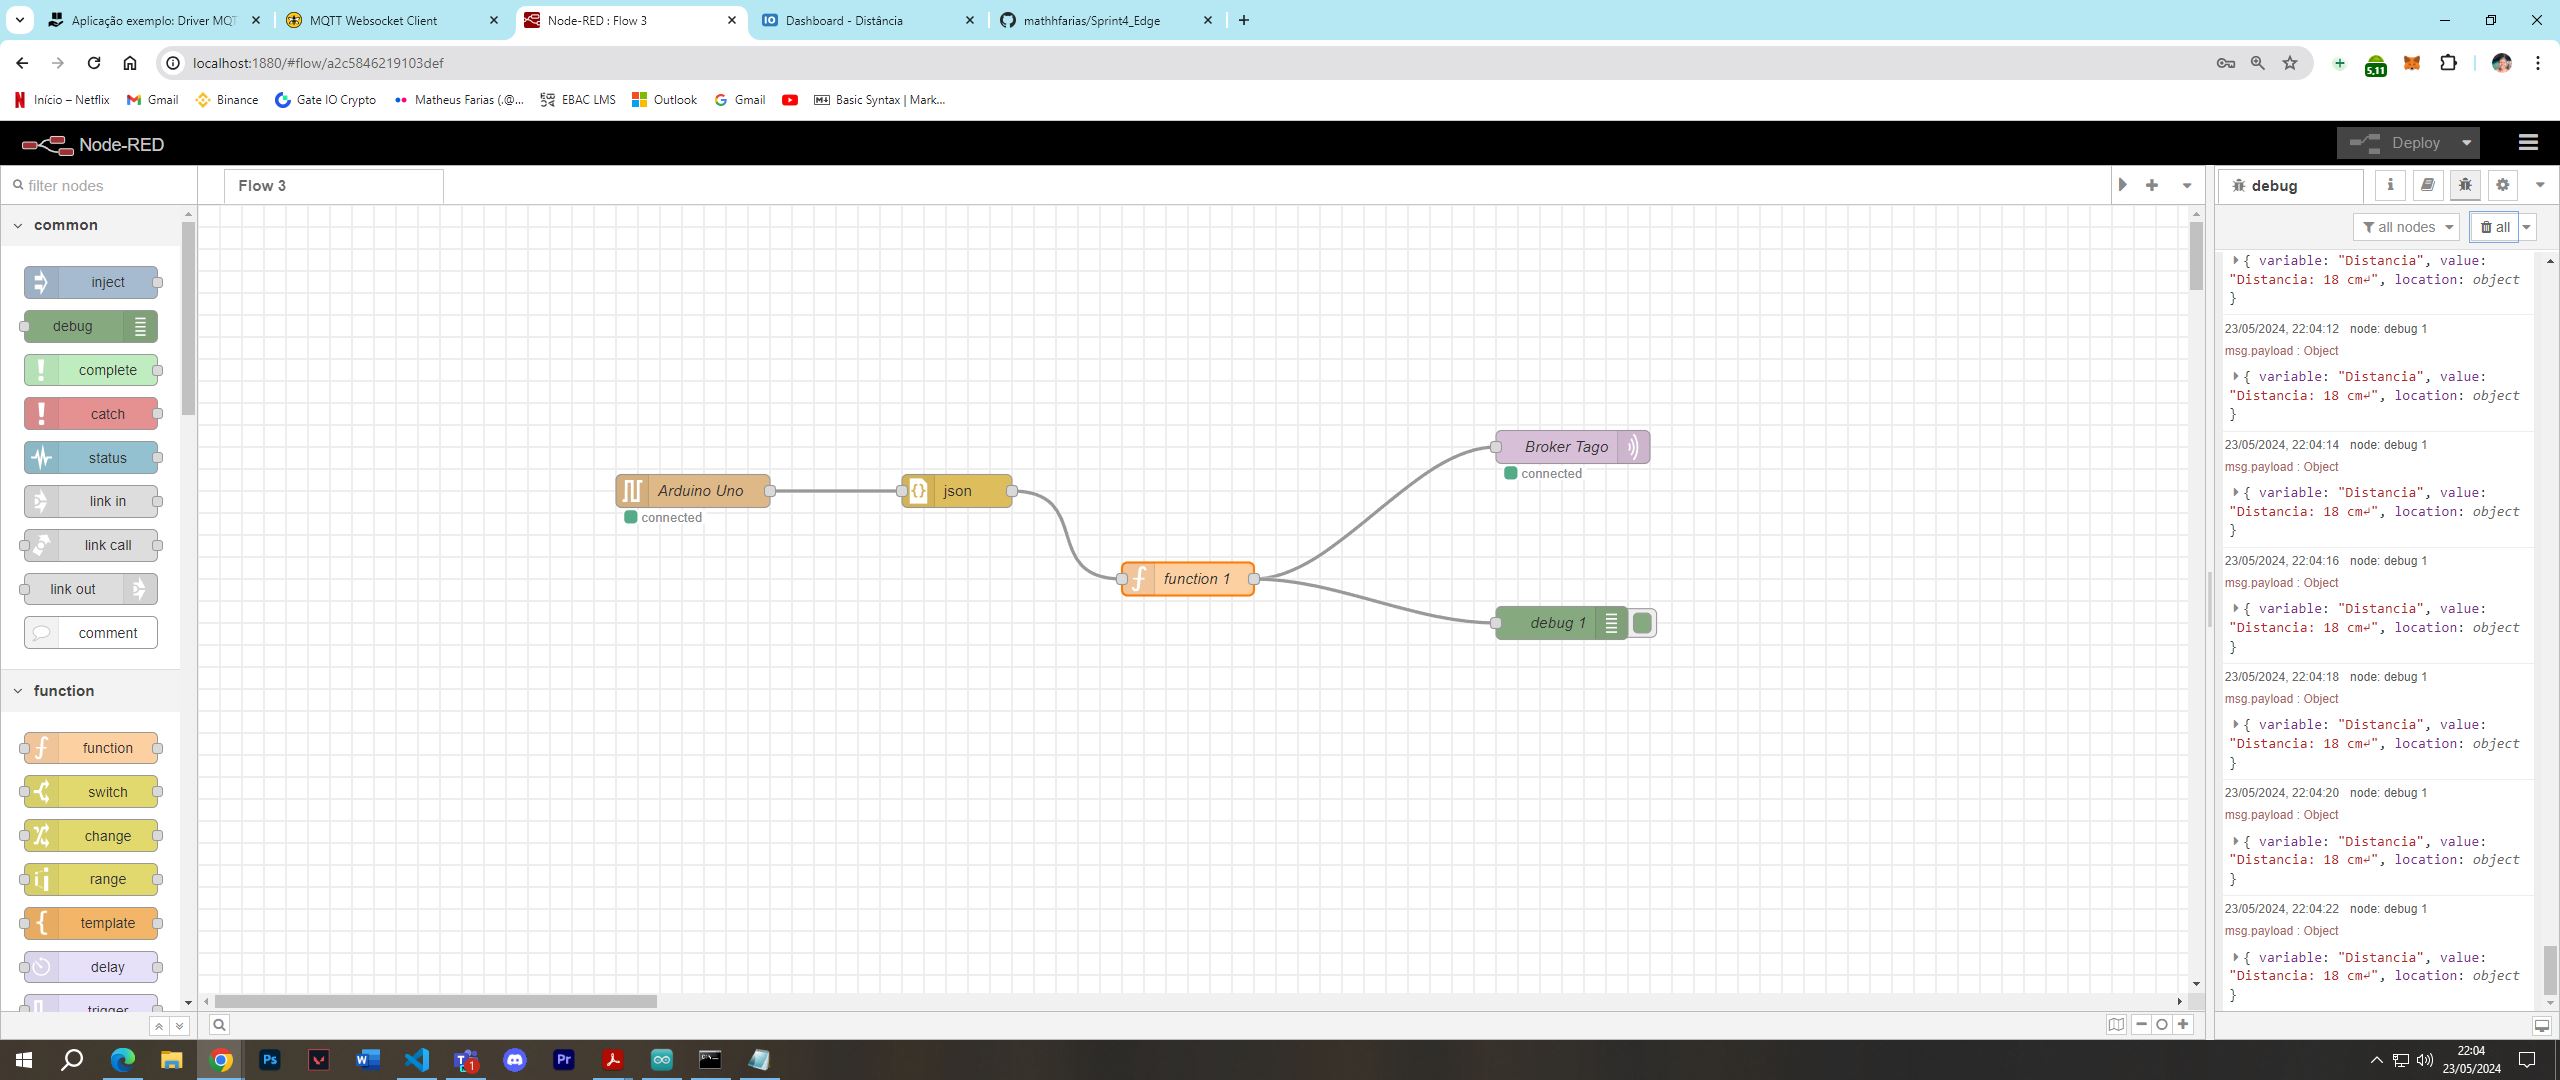 Aplicação exemplo: Driver MQT
MQTT Websocket Client
Node-RED : Flow 3
Dashboard - Distância
mathhfarias/Sprint4_Edge
localhost:1880/#flow/a2c5846219103def
5,11
Início – Netflix
Gmail
Binance
Gate IO Crypto
Matheus Farias (.@...
EBAC LMS
Outlook
Gmail
Basic Syntax | Mark...
Node-RED
Deploy
filter nodes
Flow 3
debug
common
all nodes
all
inject
debug
complete
catch
status
link in
link call
link out
comment
function
function
switch
change
range
template
delay
trigger
Arduino Uno
connected
json
function 1
Broker Tago
connected
debug 1
{ variable: "Distancia", value:
"Distancia: 18 cm↵", location: object
}
23/05/2024, 22:04:12 node: debug 1
msg.payload : Object
{ variable: "Distancia", value:
"Distancia: 18 cm↵", location: object
}
23/05/2024, 22:04:14 node: debug 1
msg.payload : Object
{ variable: "Distancia", value:
"Distancia: 18 cm↵", location: object
}
23/05/2024, 22:04:16 node: debug 1
msg.payload : Object
{ variable: "Distancia", value:
"Distancia: 18 cm↵", location: object
}
23/05/2024, 22:04:18 node: debug 1
msg.payload : Object
{ variable: "Distancia", value:
"Distancia: 18 cm↵", location: object
}
23/05/2024, 22:04:20 node: debug 1
msg.payload : Object
{ variable: "Distancia", value:
"Distancia: 18 cm↵", location: object
}
23/05/2024, 22:04:22 node: debug 1
msg.payload : Object
{ variable: "Distancia", value:
"Distancia: 18 cm↵", location: object
}
22:04
23/05/2024